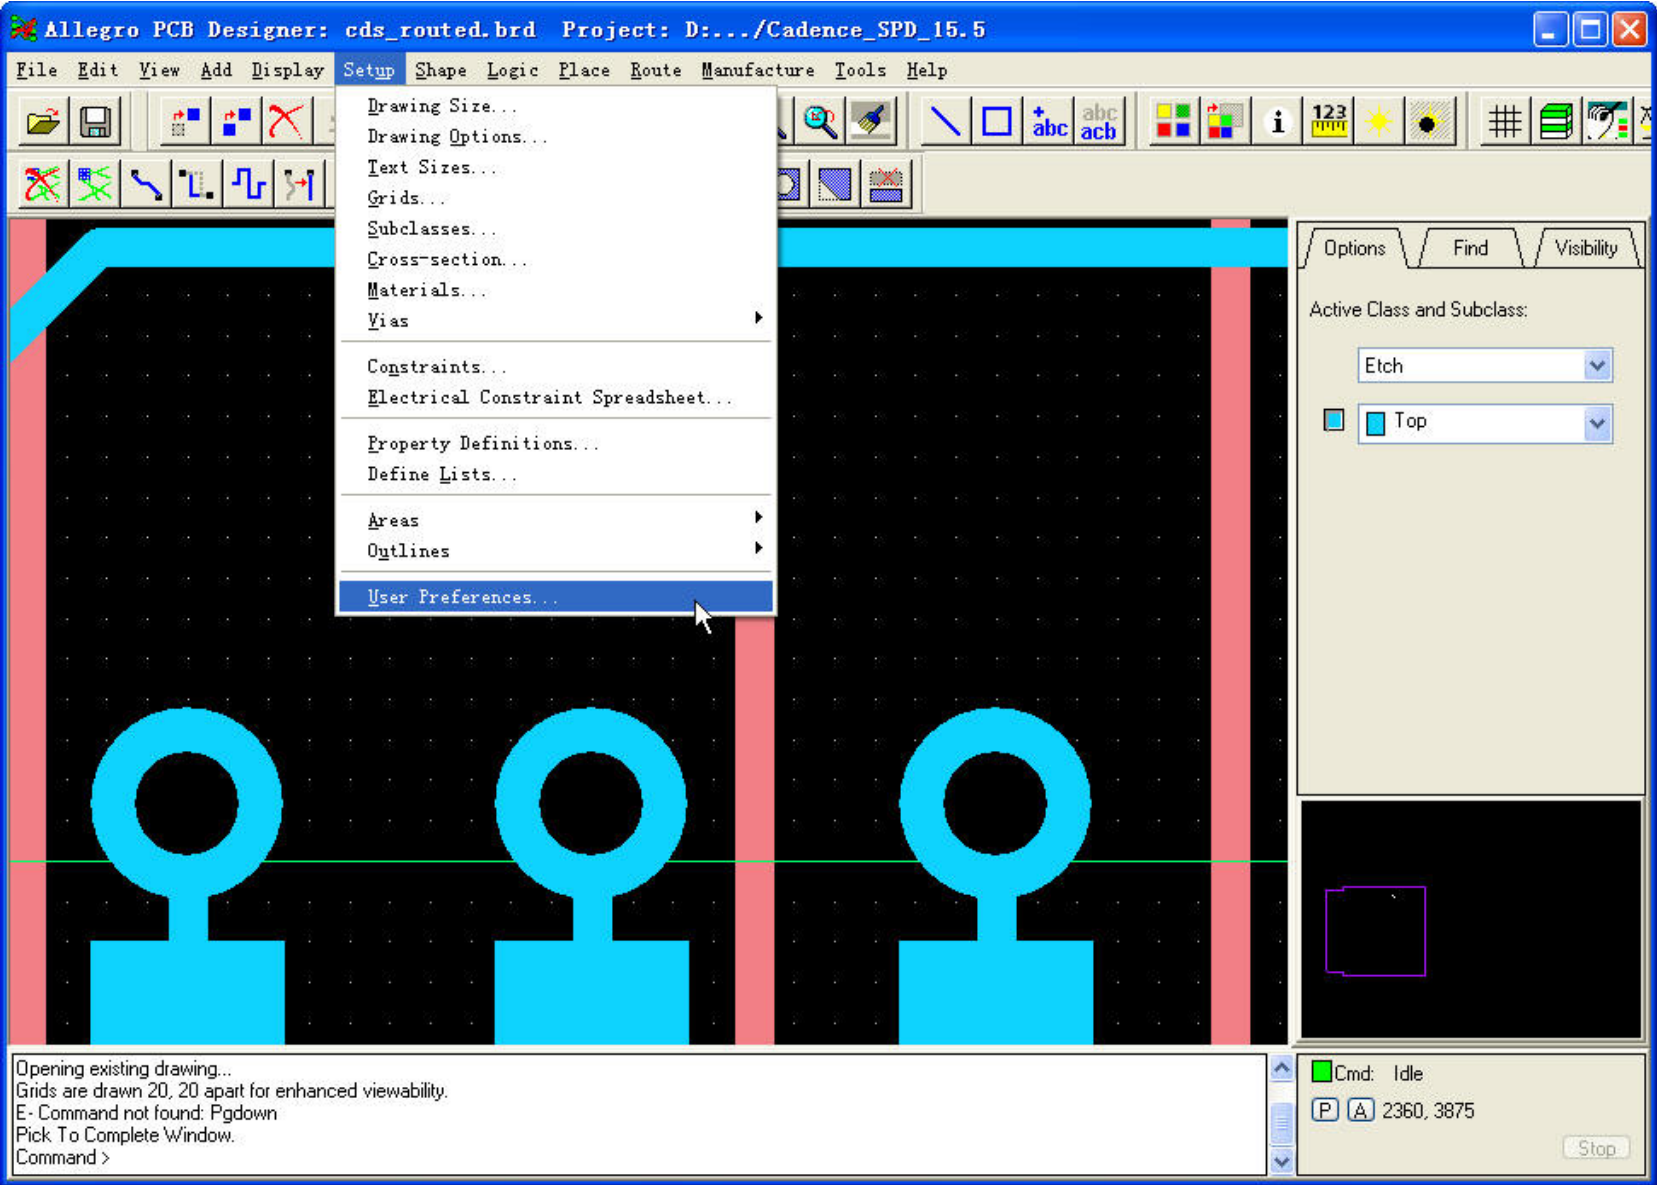 Allegro PCB Designer: cds_routed.brd Project: D:.../Cadence_SPD_15.5
File Edit View Add Display Setup Shape Logic Place Route Manufacture Tools Help
Drawing Size...
Drawing Options...
Text Sizes...
Grids...
Subclasses...
Cross-section...
Materials...
Vias
Constraints...
Electrical Constraint Spreadsheet...
Property Definitions...
Define Lists...
Areas
Outlines
User Preferences...
abc
abc
acb
i
123
Options Find Visibility
Active Class and Subclass:
Etch
Top
Opening existing drawing...
Grids are drawn 20, 20 apart for enhanced viewability.
E- Command not found: Pgdown
Pick To Complete Window.
Command >
Cmd: Idle
P A 2360, 3875
Stop